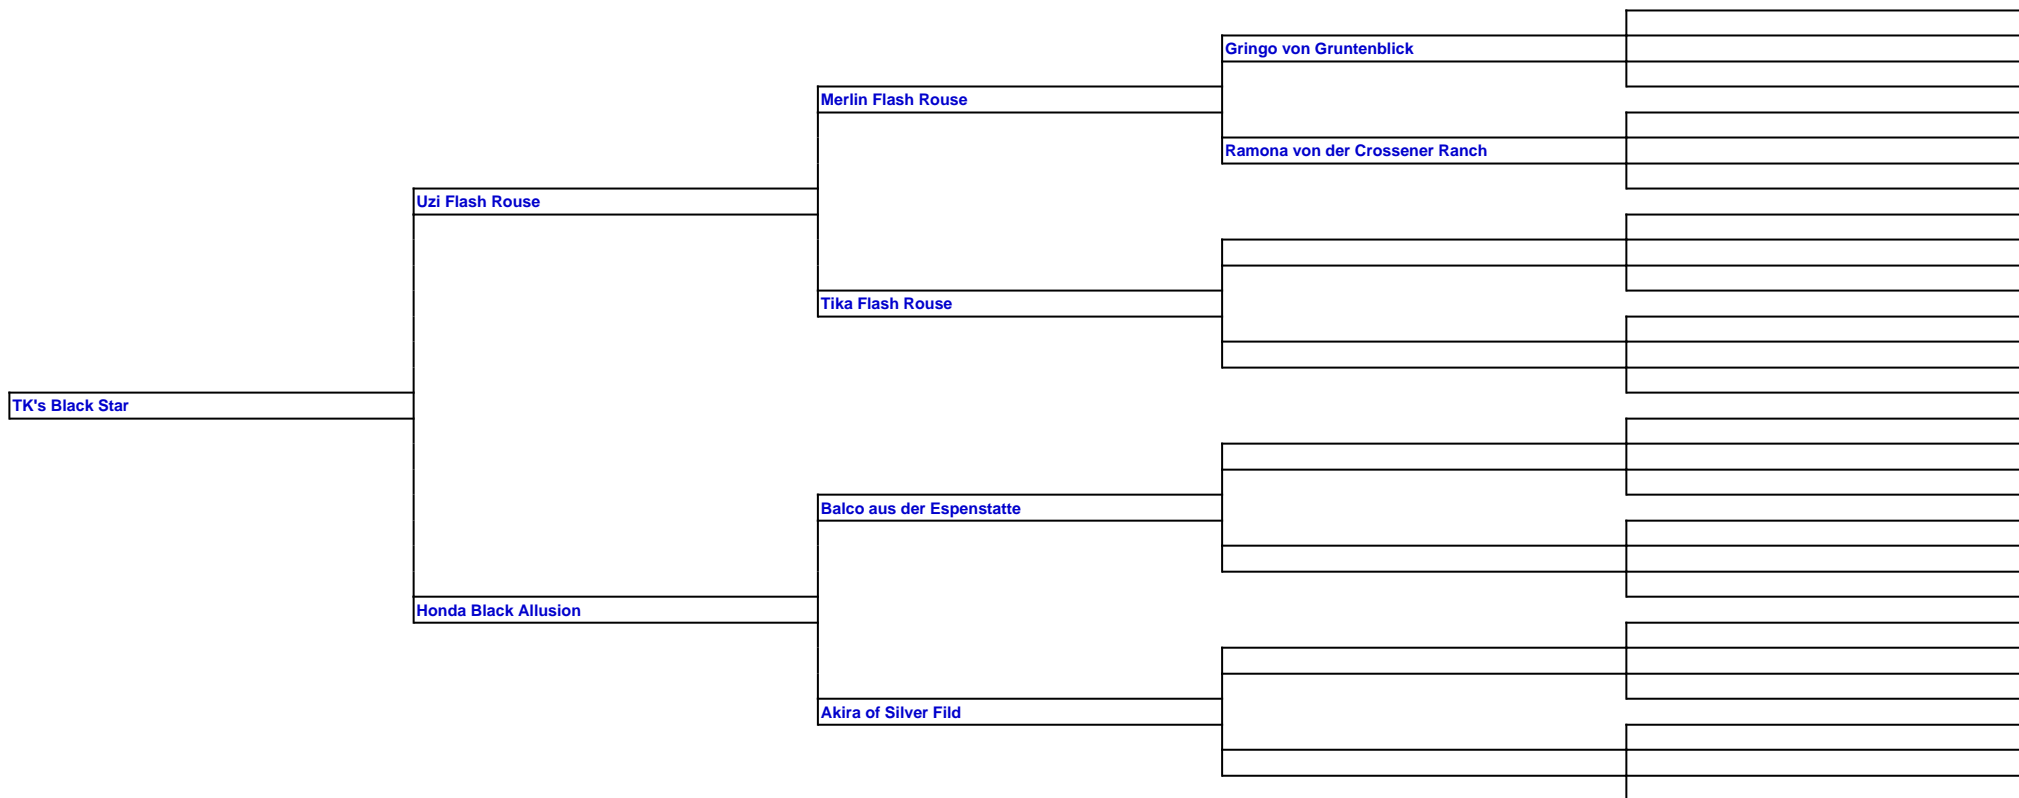 Gringo von Gruntenblick
Merlin Flash Rouse
Ramona von der Crossener Ranch
Uzi Flash Rouse
Tika Flash Rouse
TK's Black Star
Balco aus der Espenstatte
Honda Black Allusion
Akira of Silver Fild